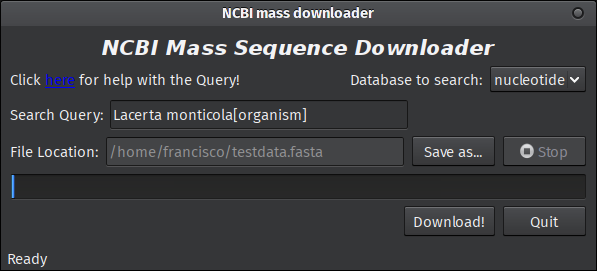 NCBI mass downloader
NCBI Mass Sequence Downloader
Click here for help with the Query! Database to search: nucleotide
Search Query: Lacerta monticola[organism]
File Location: /home/francisco/testdata.fasta Save as... Stop
Download! Quit
Ready